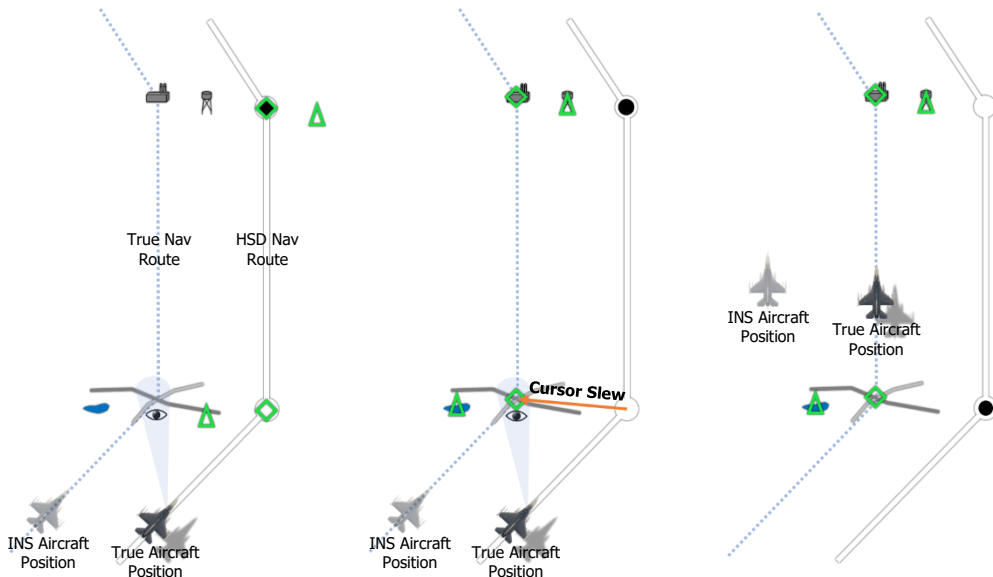 True Nav
Route
HSD Nav
Route
INS Aircraft
Position
True Aircraft
Position
Cursor Slew
INS Aircraft
Position
True Aircraft
Position
INS Aircraft
Position
True Aircraft
Position